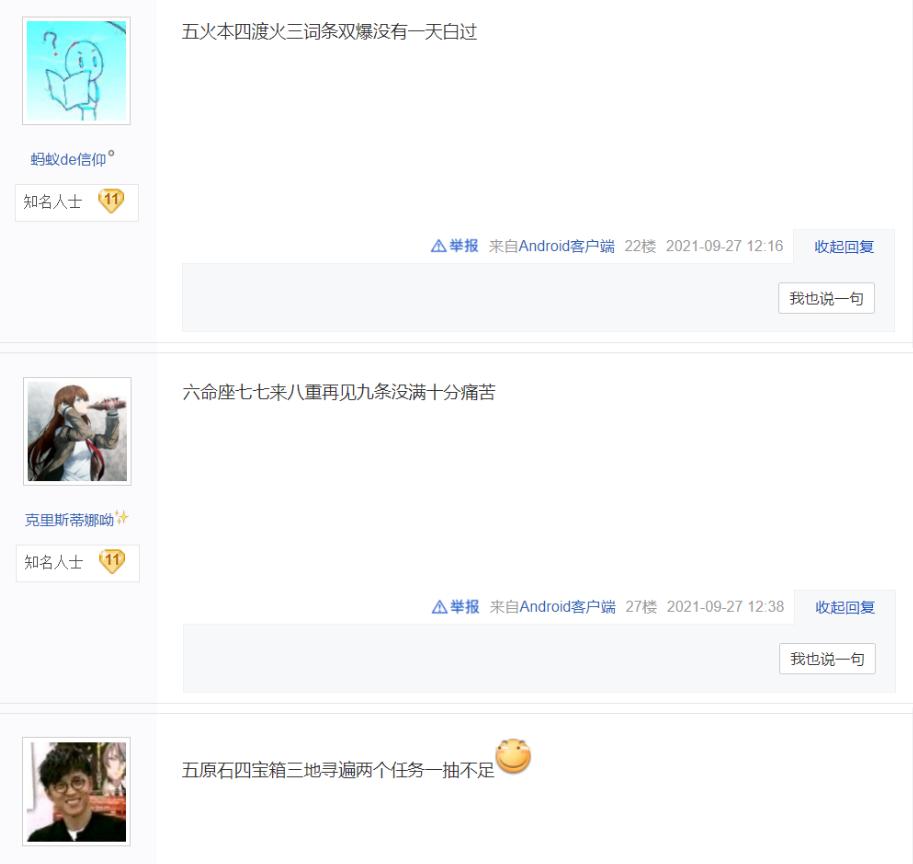 五火本四渡火三词条双爆没有一天白过
蚂蚁de信仰°
知名人士 11
举报 来自Android客户端 22楼 2021-09-27 12:16 收起回复
我也说一句
六命座七七来八重再见九条没满十分痛苦
克里斯蒂娜呦✨
知名人士 11
举报 来自Android客户端 27楼 2021-09-27 12:38 收起回复
我也说一句
五原石四宝箱三地寻遍两个任务一抽不足